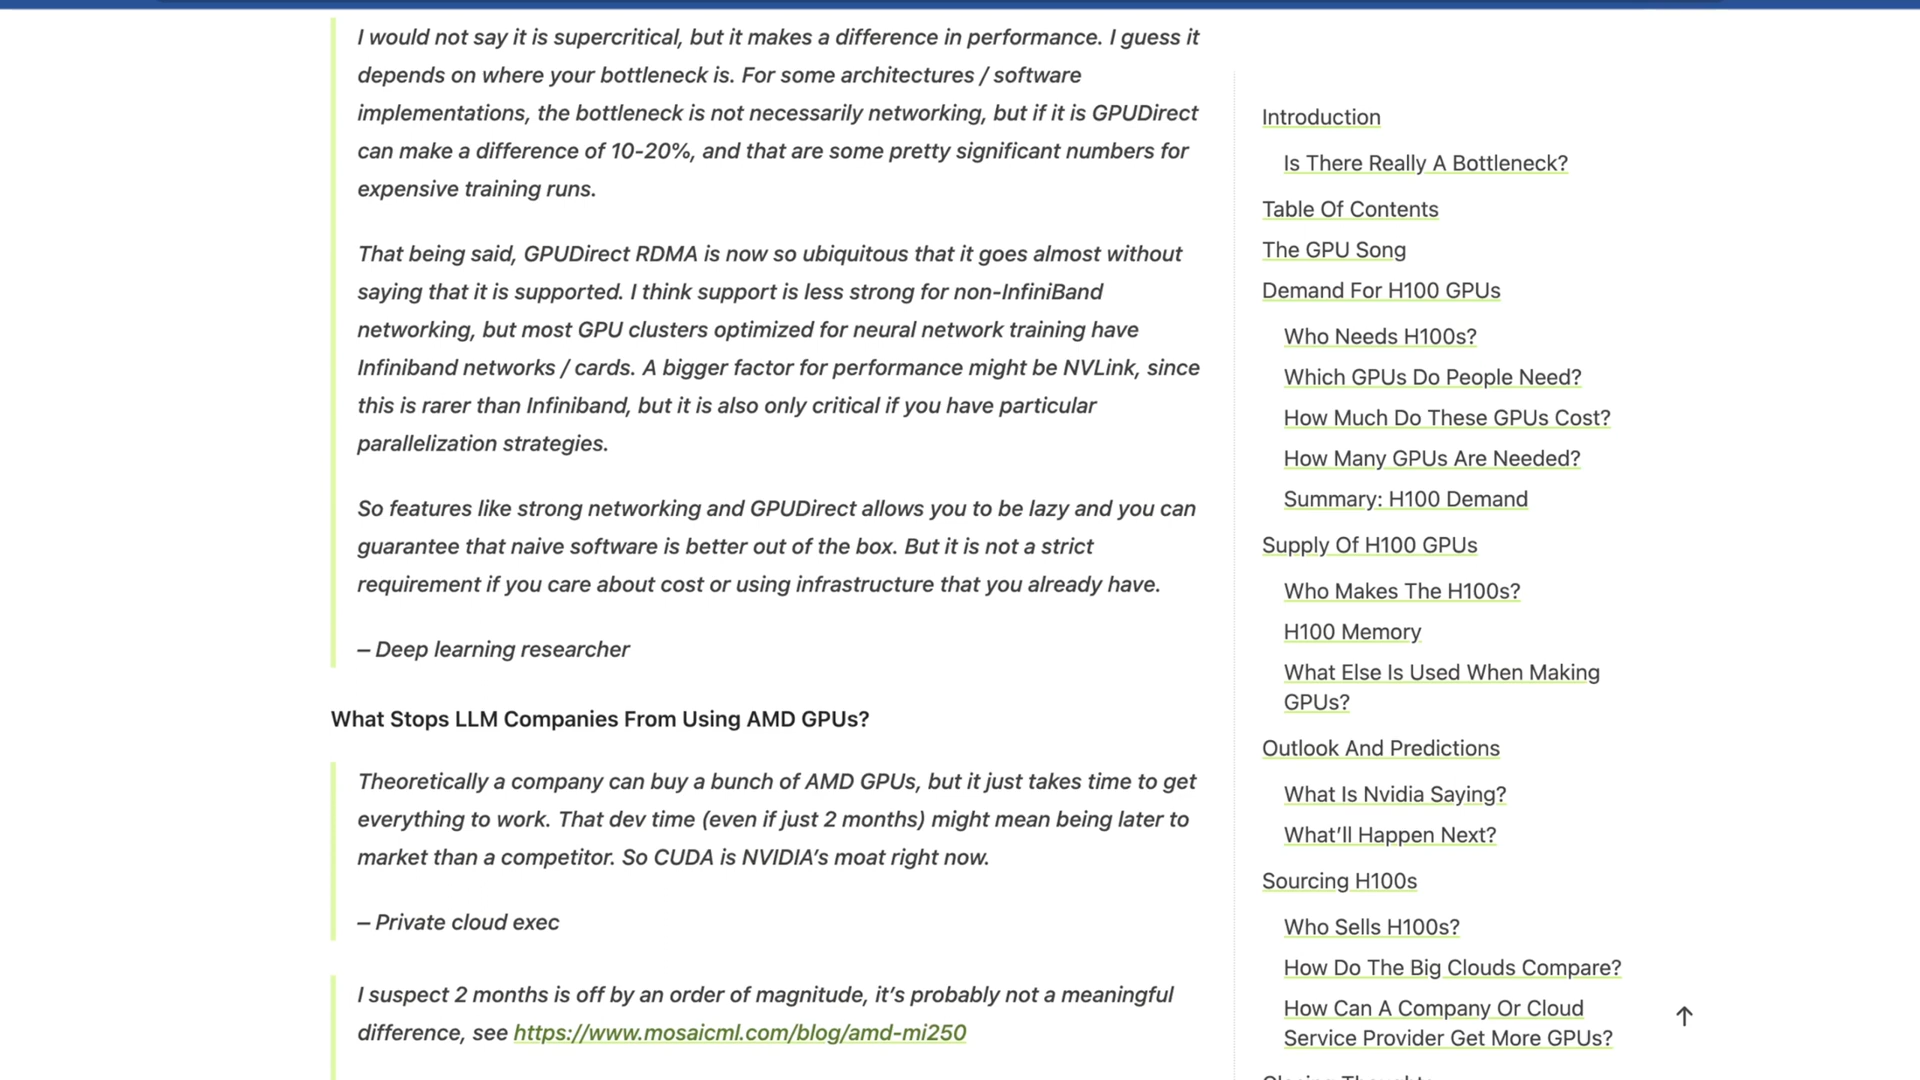 I would not say it is supercritical, but it makes a difference in performance. I guess it
depends on where your bottleneck is. For some architectures / software
implementations, the bottleneck is not necessarily networking, but if it is GPUDirect
can make a difference of 10-20%, and that are some pretty significant numbers for
expensive training runs.
That being said, GPUDirect RDMA is now so ubiquitous that it goes almost without
saying that it is supported. I think support is less strong for non-InfiniBand
networking, but most GPU clusters optimized for neural network training have
Infiniband networks / cards. A bigger factor for performance might be NVLink, since
this is rarer than Infiniband, but it is also only critical if you have particular
parallelization strategies.
So features like strong networking and GPUDirect allows you to be lazy and you can
guarantee that naive software is better out of the box. But it is not a strict
requirement if you care about cost or using infrastructure that you already have.
– Deep learning researcher
What Stops LLM Companies From Using AMD GPUs?
Theoretically a company can buy a bunch of AMD GPUs, but it just takes time to get
everything to work. That dev time (even if just 2 months) might mean being later to
market than a competitor. So CUDA is NVIDIA’s moat right now.
– Private cloud exec
I suspect 2 months is off by an order of magnitude, it’s probably not a meaningful
difference, see https://www.mosaicml.com/blog/amd-mi250
Introduction
Is There Really A Bottleneck?
Table Of Contents
The GPU Song
Demand For H100 GPUs
Who Needs H100s?
Which GPUs Do People Need?
How Much Do These GPUs Cost?
How Many GPUs Are Needed?
Summary: H100 Demand
Supply Of H100 GPUs
Who Makes The H100s?
H100 Memory
What Else Is Used When Making
GPUs?
Outlook And Predictions
What Is Nvidia Saying?
What’ll Happen Next?
Sourcing H100s
Who Sells H100s?
How Do The Big Clouds Compare?
How Can A Company Or Cloud
Service Provider Get More GPUs?